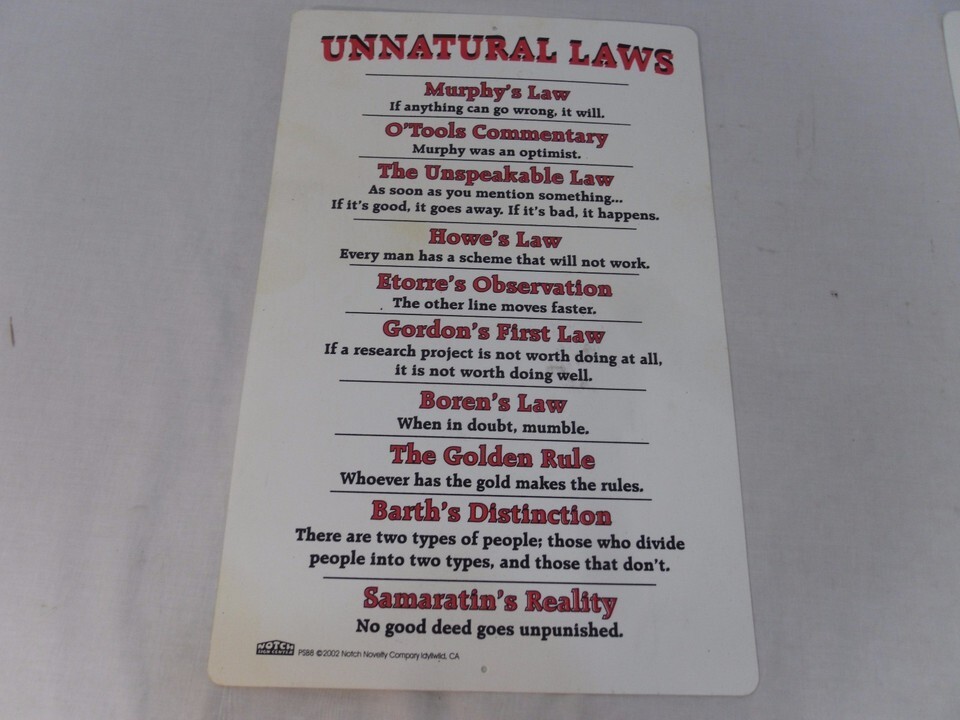 UNNATURAL LAWS
Murphy's Law
If anything can go wrong, it will.
O'Tools Commentary
Murphy was an optimist.
The Unspeakable Law
As soon as you mention something...
If it's good, it goes away. If it's bad, it happens.
Howe's Law
Every man has a scheme that will not work.
Etorre's Observation
The other line moves faster.
Gordon's First Law
If a research project is not worth doing at all,
it is not worth doing well.
Boren's Law
When in doubt, mumble.
The Golden Rule
Whoever has the gold makes the rules.
Barth's Distinction
There are two types of people; those who divide
people into two types, and those that don't.
Samaratin's Reality
No good deed goes unpunished.
NOTCH
SIGN CENTER
PS88 ©2002 Notch Novelty Company Idyllwild, CA